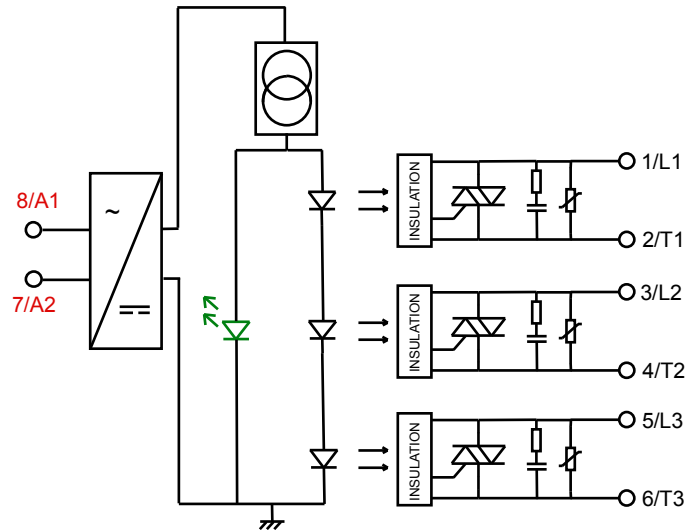 8/A1
7/A2
~
INSULATION
1/L1
2/T1
INSULATION
3/L2
4/T2
INSULATION
5/L3
6/T3